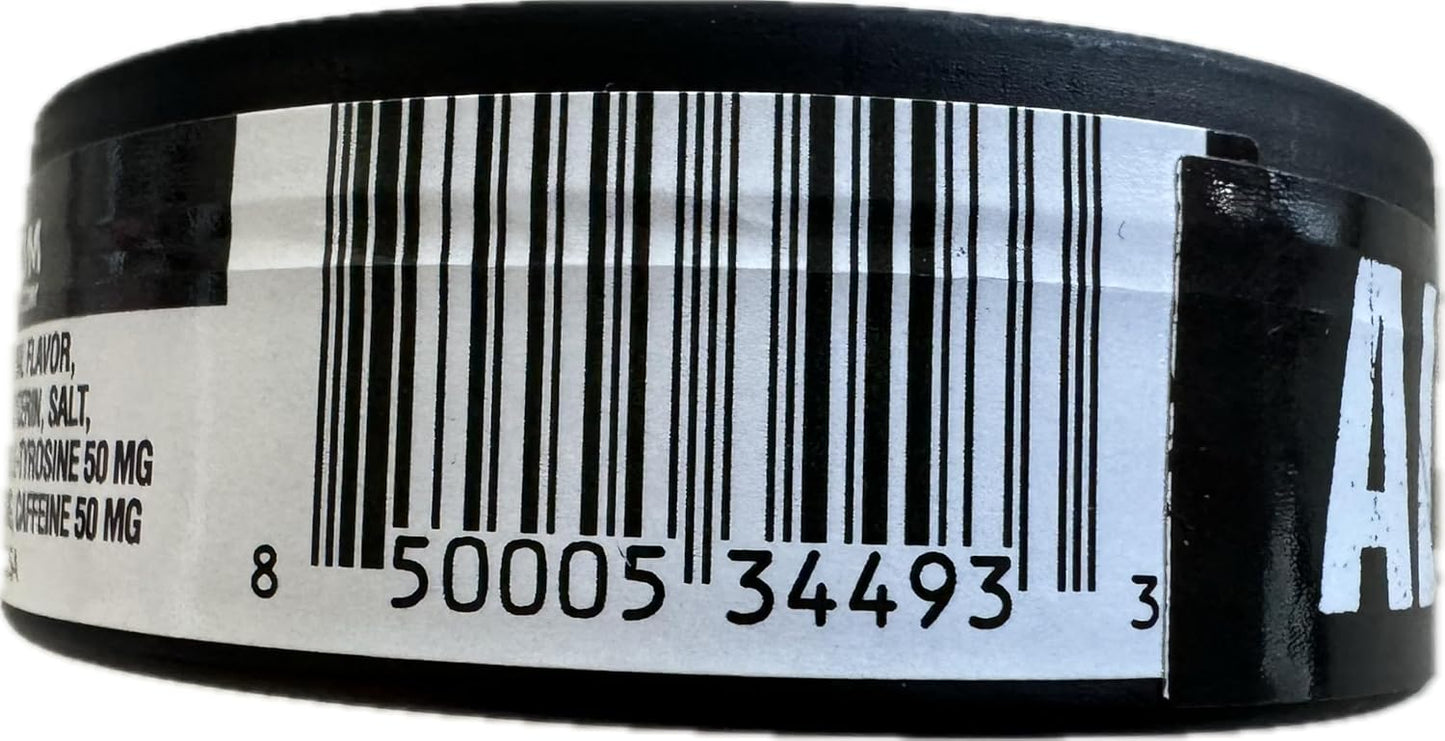 M
FLAVOR,
SALT,
TYROSINE 50 MG
CAFFEINE 50 MG
8 50005 34493 3
A